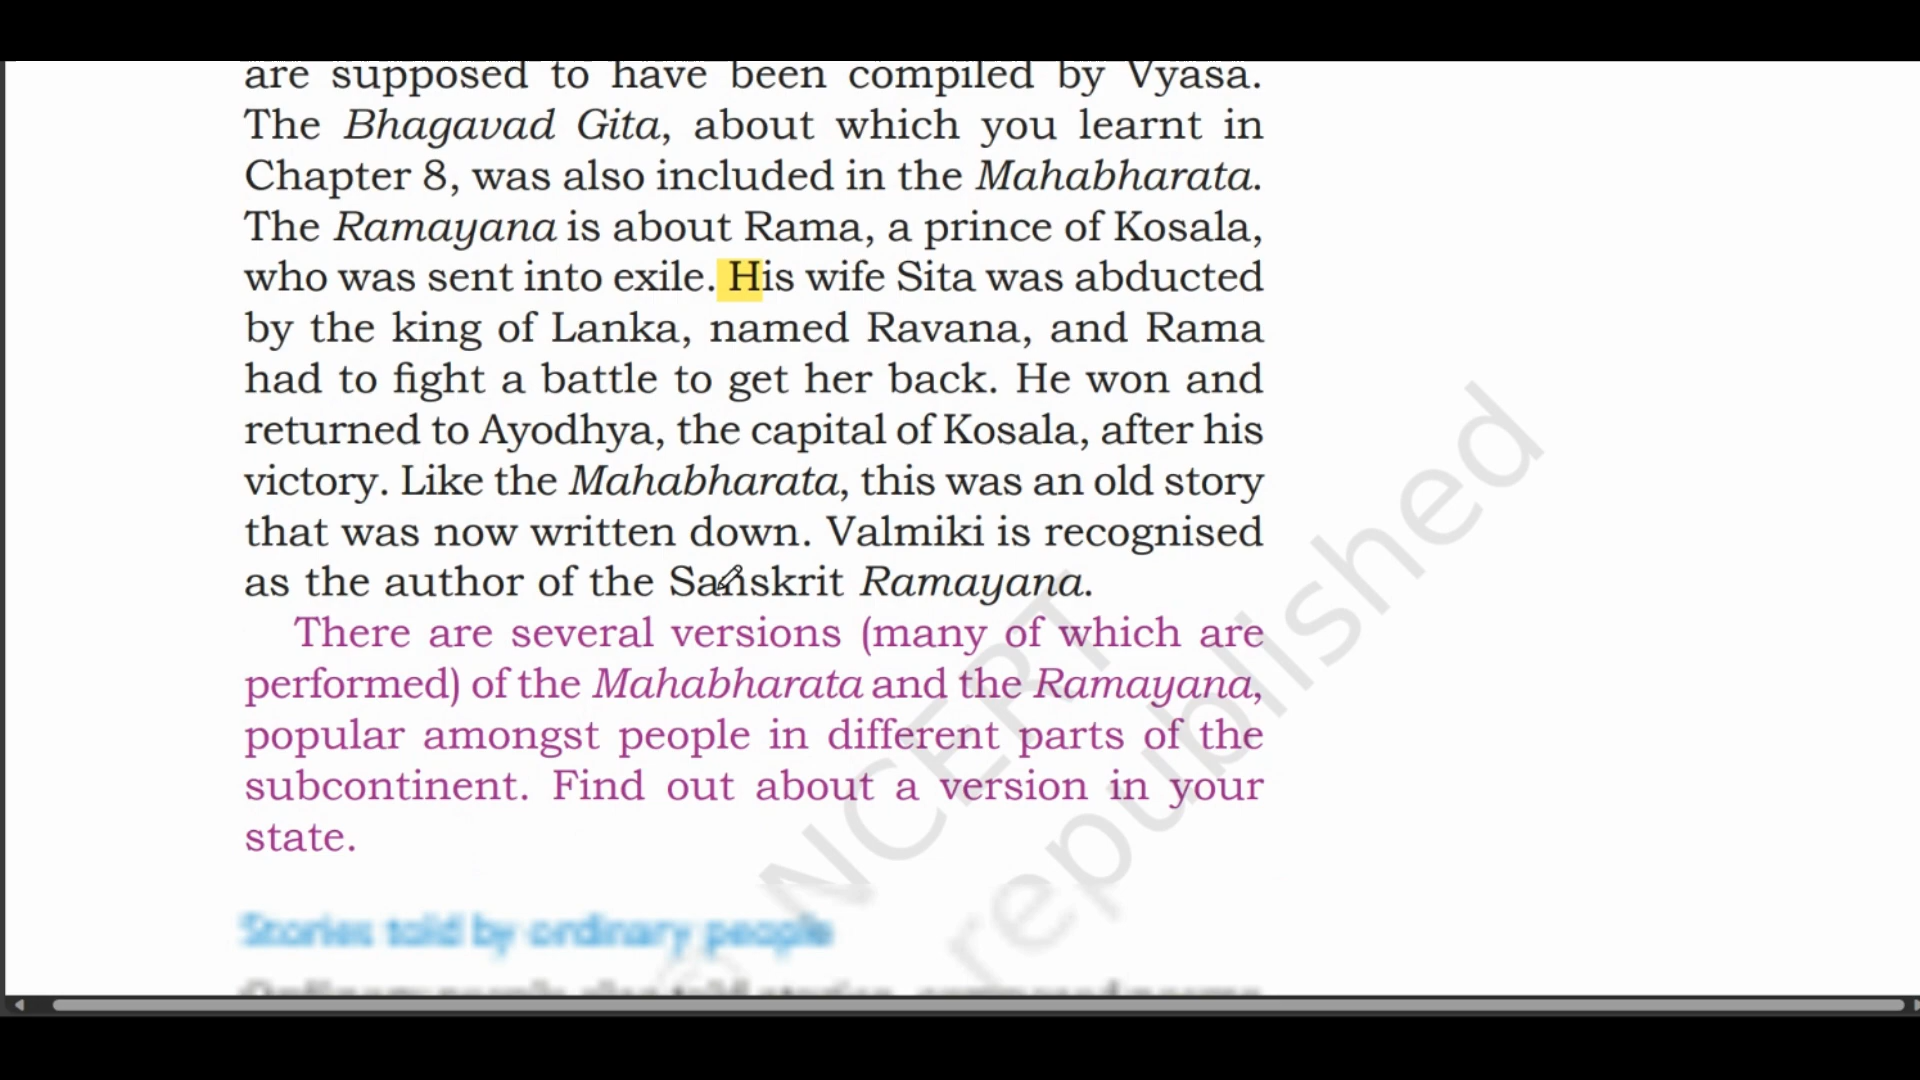 are supposed to have been compiled by Vyasa.
The Bhagavad Gita, about which you learnt in
Chapter 8, was also included in the Mahabharata.
The Ramayana is about Rama, a prince of Kosala,
who was sent into exile. His wife Sita was abducted
by the king of Lanka, named Ravana, and Rama
had to fight a battle to get her back. He won and
returned to Ayodhya, the capital of Kosala, after his
victory. Like the Mahabharata, this was an old story
that was now written down. Valmiki is recognised
as the author of the Sanskrit Ramayana.
There are several versions (many of which are
performed) of the Mahabharata and the Ramayana,
popular amongst people in different parts of the
subcontinent. Find out about a version in your
state.
Stories told by ordinary people
© NCERT
republished